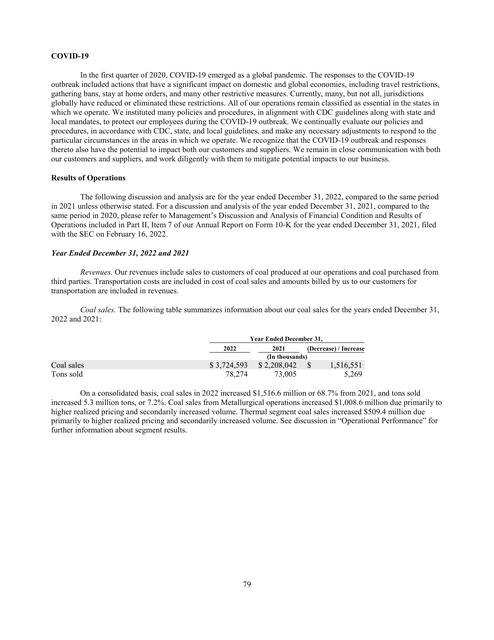 COVID-19
In the first quarter of 2020, COVID-19 emerged as a global pandemic. The responses to the COVID-19
outbreak included actions that have a significant impact on domestic and global economies, including travel restrictions,
gathering bans, stay at home orders, and other restrictive measures. Currently, many, but not all, jurisdictions
globally have reduced or eliminated these restrictions. All of our operations remain classified as essential in the states in
which we operate. We instituted many policies and procedures, in alignment with CDC guidelines along with state and
local mandates, to protect our employees during the COVID-19 outbreak. We continually evaluate our policies and
procedures, in accordance with CDC, state, and local guidelines, and make any necessary adjustments to respond to the
particular circumstances in the areas in which we operate. We recognize that the COVID-19 outbreak and responses
thereto also have the potential to impact both our customers and suppliers. We remain in close communication with both
our customers and suppliers, and work diligently with them to mitigate potential impacts to our business.
Results of Operations
The following discussion and analysis are for the year ended December 31, 2022, compared to the same period
in 2021 unless otherwise stated. For a discussion and analysis of the year ended December 31, 2021, compared to the
same period in 2020, please refer to Management's Discussion and Analysis of Financial Condition and Results of
Operations included in Part II, Item 7 of our Annual Report on Form 10-K for the year ended December 31, 2021, filed
with the SEC on February 16, 2022.
Year Ended December 31, 2022 and 2021
Revenues. Our revenues include sales to customers of coal produced at our operations and coal purchased from
third parties. Transportation costs are included in cost of coal sales and amounts billed by us to our customers for
transportation are included in revenues.
Coal sales. The following table summarizes information about our coal sales for the years ended December 31,
2022 and 2021:
Year Ended December 31,
2022 2021 (Decrease) / Increase
(In thousands)
Coal sales $ 3,724,593 $ 2,208,042 $ 1,516,551
Tons sold 78,274 73,005 5,269
On a consolidated basis, coal sales in 2022 increased $1,516.6 million or 68.7% from 2021, and tons sold
increased 5.3 million tons, or 7.2%. Coal sales from Metallurgical operations increased $1,008.6 million due primarily to
higher realized pricing and secondarily increased volume. Thermal segment coal sales increased $509.4 million due
primarily to higher realized pricing and secondarily increased volume. See discussion in "Operational Performance" for
further information about segment results.
79